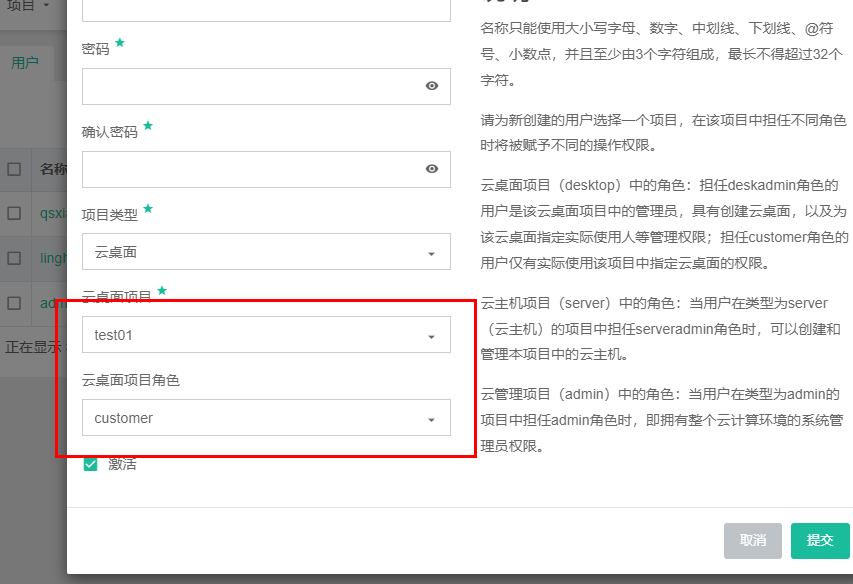 项目
用户
名称
qsxi
lingh
adm
正在显示
密码
确认密码
项目类型
云桌面
云桌面项目
test01
云桌面项目角色
customer
激活
名称只能使用大小写字母、数字、中划线、下划线、@符
号、小数点，并且至少由3个字符组成，最长不得超过32个
字符。
请为新创建的用户选择一个项目，在该项目中担任不同角色
时将被赋予不同的操作权限。
云桌面项目（desktop）中的角色：担任deskadmin角色的
用户是该云桌面项目中的管理员，具有创建云桌面，以及为
该云桌面指定实际使用人等管理权限；担任customer角色的
用户仅有实际使用该项目中指定云桌面的权限。
云主机项目（server）中的角色：当用户在类型为server
（云主机）的项目中担任serveradmin角色时，可以创建和
管理本项目中的云主机。
云管理项目（admin）中的角色：当用户在类型为admin的
项目中担任admin角色时，即拥有整个云计算环境的系统管
理员权限。
取消
提交